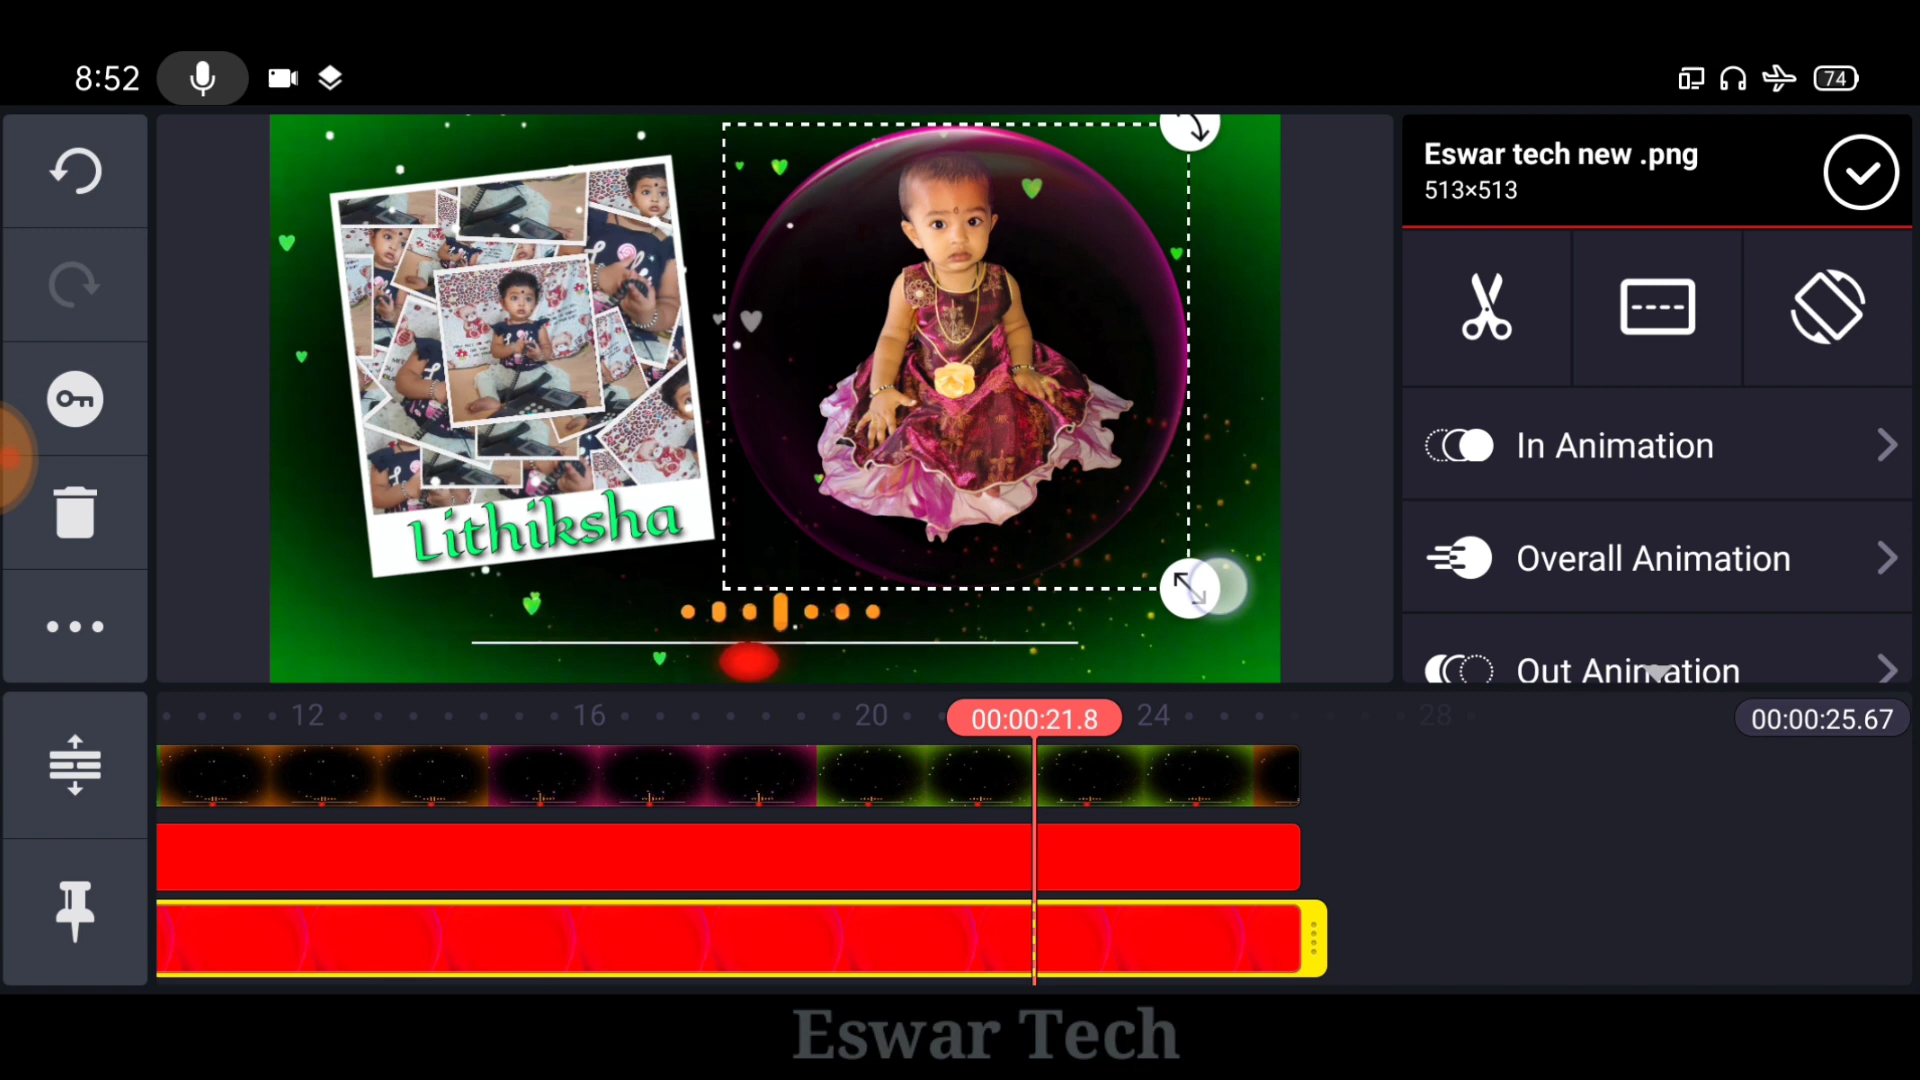 8:52
74
Eswar tech new .png
513×513
In Animation
Overall Animation
Out Animation
Lithiksha
12
16
20
00:00:21.8
24
28
00:00:25.67
Eswar Tech